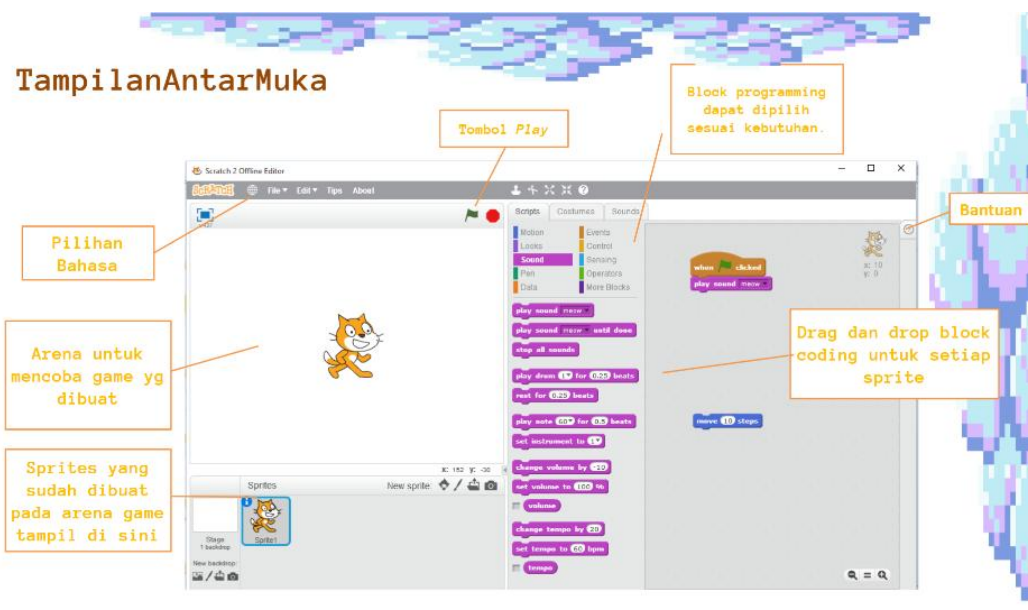 TampilanAntarMuka
Block programming
dapat dipilih
sesuai kebutuhan.
Tombol Play
Scratch 2 Offline Editor
SCRATCH File Edit Tips About
Scripts Costumes Sounds
Motion Events
Looks Control
Sound Sensing
Pen Operators
Data More Blocks
Bantuan
Pilihan
Bahasa
x: 10
y: 0
when clicked
play sound meow
play sound meow
play sound meow until done
stop all sounds
play drum 1 for 0.25 beats
rest for 0.25 beats
play note 60 for 0.5 beats
set instrument to 1
change volume by -10
set volume to 100 %
volume
change tempo by 20
set tempo to 60 bpm
tempo
move 10 steps
Drag dan drop block
coding untuk setiap
sprite
Arena untuk
mencoba game yg
dibuat
Sprites yang
sudah dibuat
pada arena game
tampil di sini
Sprites New sprite:
Sprite1
Stage
1 backdrop
New backdrop: